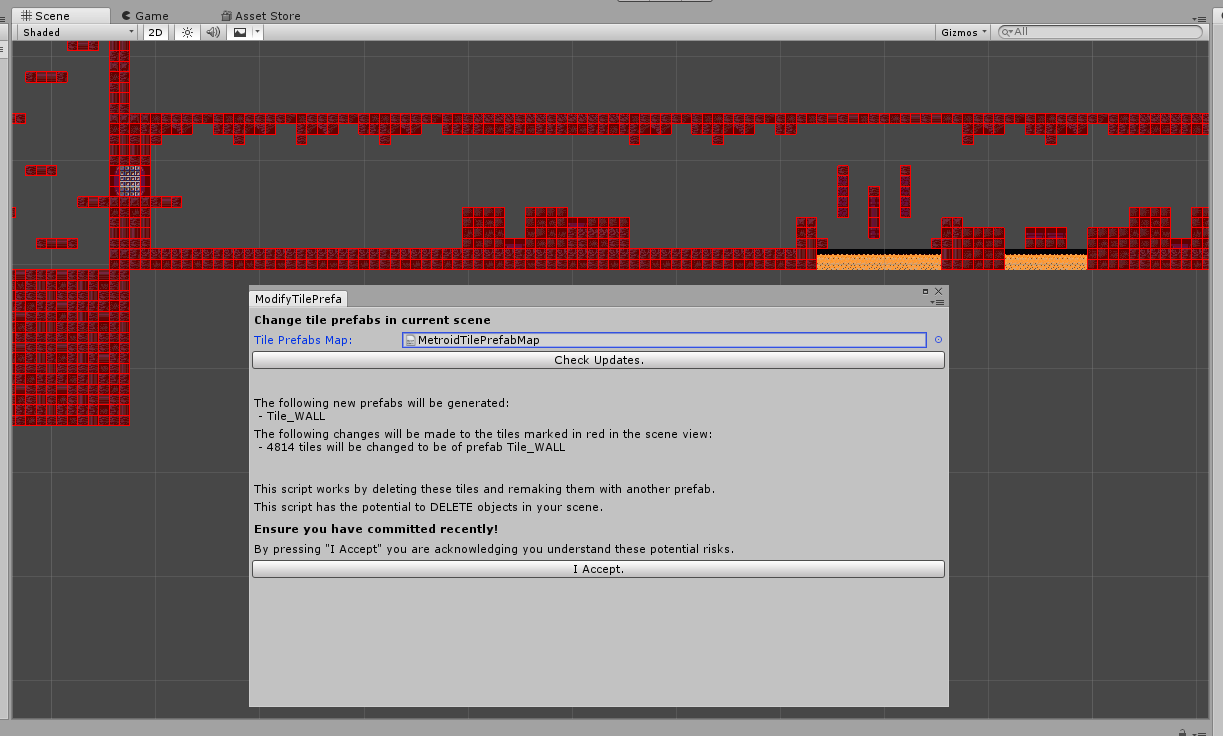 Scene
Game
Asset Store
Shaded
2D
Gizmos
All
ModifyTilePrefa
Change tile prefabs in current scene
Tile Prefabs Map:
MetroidTilePrefabMap
Check Updates.
The following new prefabs will be generated:
- Tile_WALL
The following changes will be made to the tiles marked in red in the scene view:
- 4814 tiles will be changed to be of prefab Tile_WALL
This script works by deleting these tiles and remaking them with another prefab.
This script has the potential to DELETE objects in your scene.
Ensure you have committed recently!
By pressing "I Accept" you are acknowledging you understand these potential risks.
I Accept.